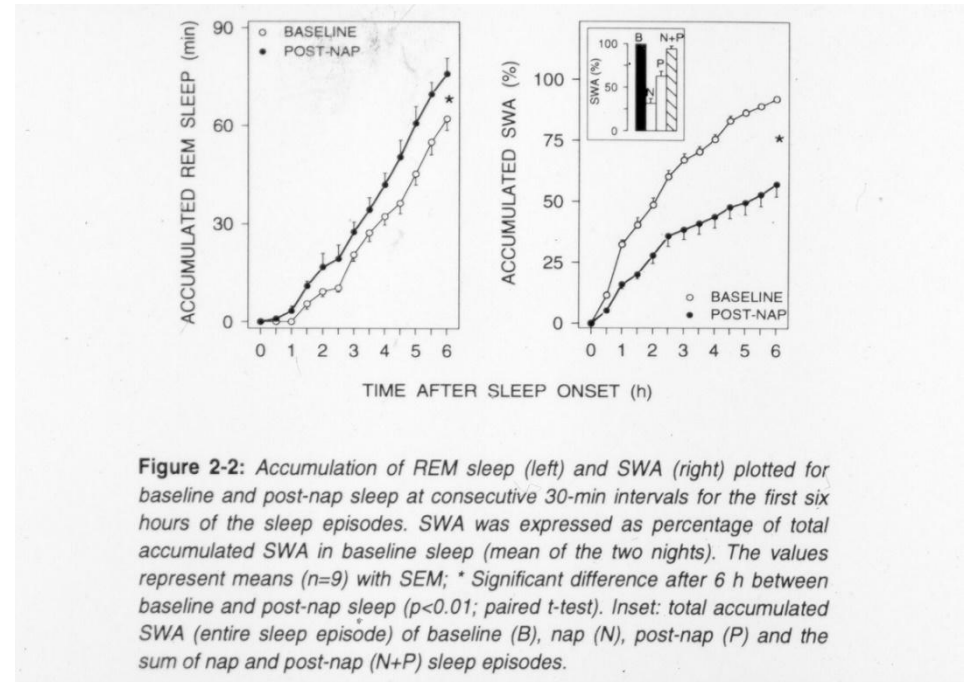 90
60
30
0
ACCUMULATED REM SLEEP (min)
BASELINE
POST-NAP
*
0 1 2 3 4 5 6
100
75
50
25
0
ACCUMULATED SWA (%)
100
50
0
SWA (%)
B
N
P
N+P
*
BASELINE
POST-NAP
0 1 2 3 4 5 6
TIME AFTER SLEEP ONSET (h)
Figure 2-2: Accumulation of REM sleep (left) and SWA (right) plotted for
baseline and post-nap sleep at consecutive 30-min intervals for the first six
hours of the sleep episodes. SWA was expressed as percentage of total
accumulated SWA in baseline sleep (mean of the two nights). The values
represent means (n=9) with SEM; * Significant difference after 6 h between
baseline and post-nap sleep (p<0.01; paired t-test). Inset: total accumulated
SWA (entire sleep episode) of baseline (B), nap (N), post-nap (P) and the
sum of nap and post-nap (N+P) sleep episodes.